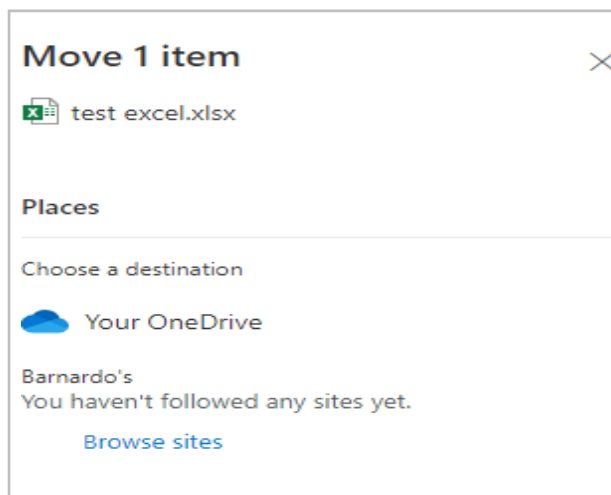 Move 1 item
test excel.xlsx
Places
Choose a destination
Your OneDrive
Barnardo's
You haven't followed any sites yet.
Browse sites